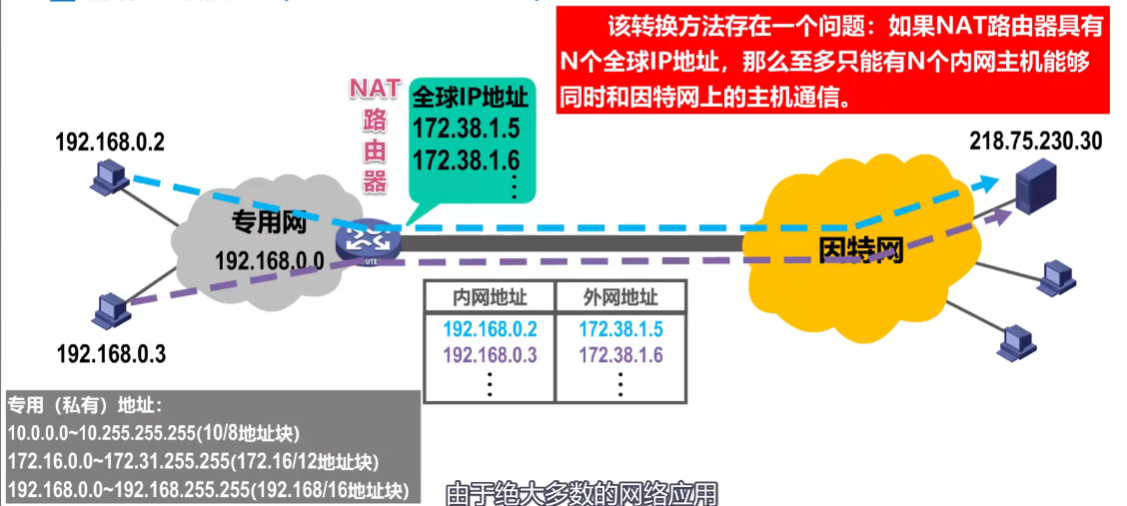 该转换方法存在一个问题：如果NAT路由器具有
N个全球IP地址，那么至多只能有N个内网主机能够
同时和因特网上的主机通信。
NAT
路
由
器
全球IP地址
172.38.1.5
172.38.1.6
⋮
192.168.0.2
218.75.230.30
专用网
192.168.0.0
UTE
因特网
192.168.0.3
内网地址 外网地址
192.168.0.2 172.38.1.5
192.168.0.3 172.38.1.6
⋮ ⋮
专用（私有）地址：
10.0.0.0~10.255.255.255(10/8地址块)
172.16.0.0~172.31.255.255(172.16/12地址块)
192.168.0.0~192.168.255.255(192.168/16地址块)
由于绝大多数的网络应用